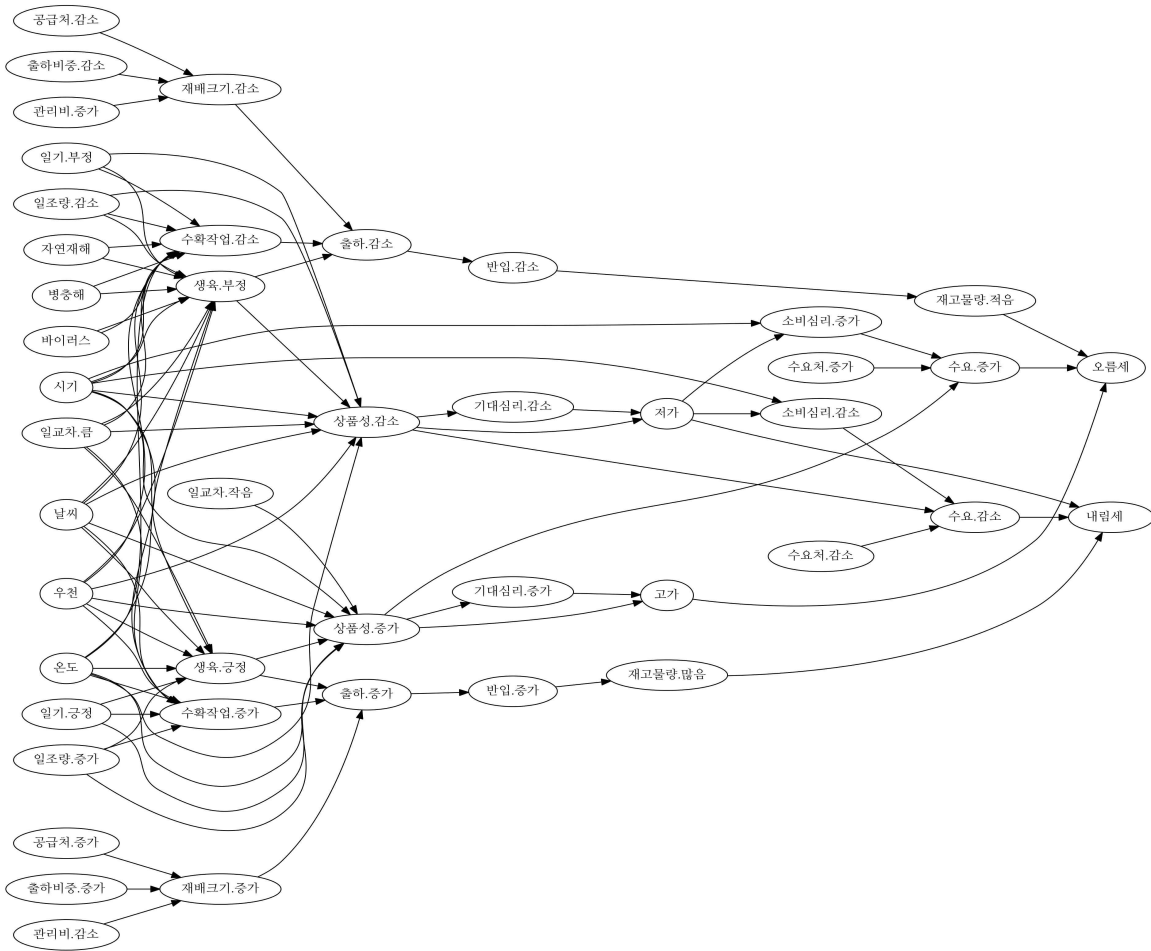 공급처.감소
출하비중.감소
재배크기.감소
관리비.증가
일기.부정
일조량.감소
자연재해
수확작업.감소
출하.감소
생육.부정
반입.감소
병충해
재고물량.적음
바이러스
소비심리.증가
시기
수요처.증가
수요.증가
오름세
기대심리.감소
저가
소비심리.감소
상품성.감소
일교차.큼
일교차.작음
날씨
수요.감소
내림세
수요처.감소
우천
기대심리.증가
고가
상품성.증가
온도
생육.긍정
재고물량.많음
출하.증가
반입.증가
일기.긍정
수확작업.증가
일조량.증가
공급처.증가
출하비중.증가
재배크기.증가
관리비.감소